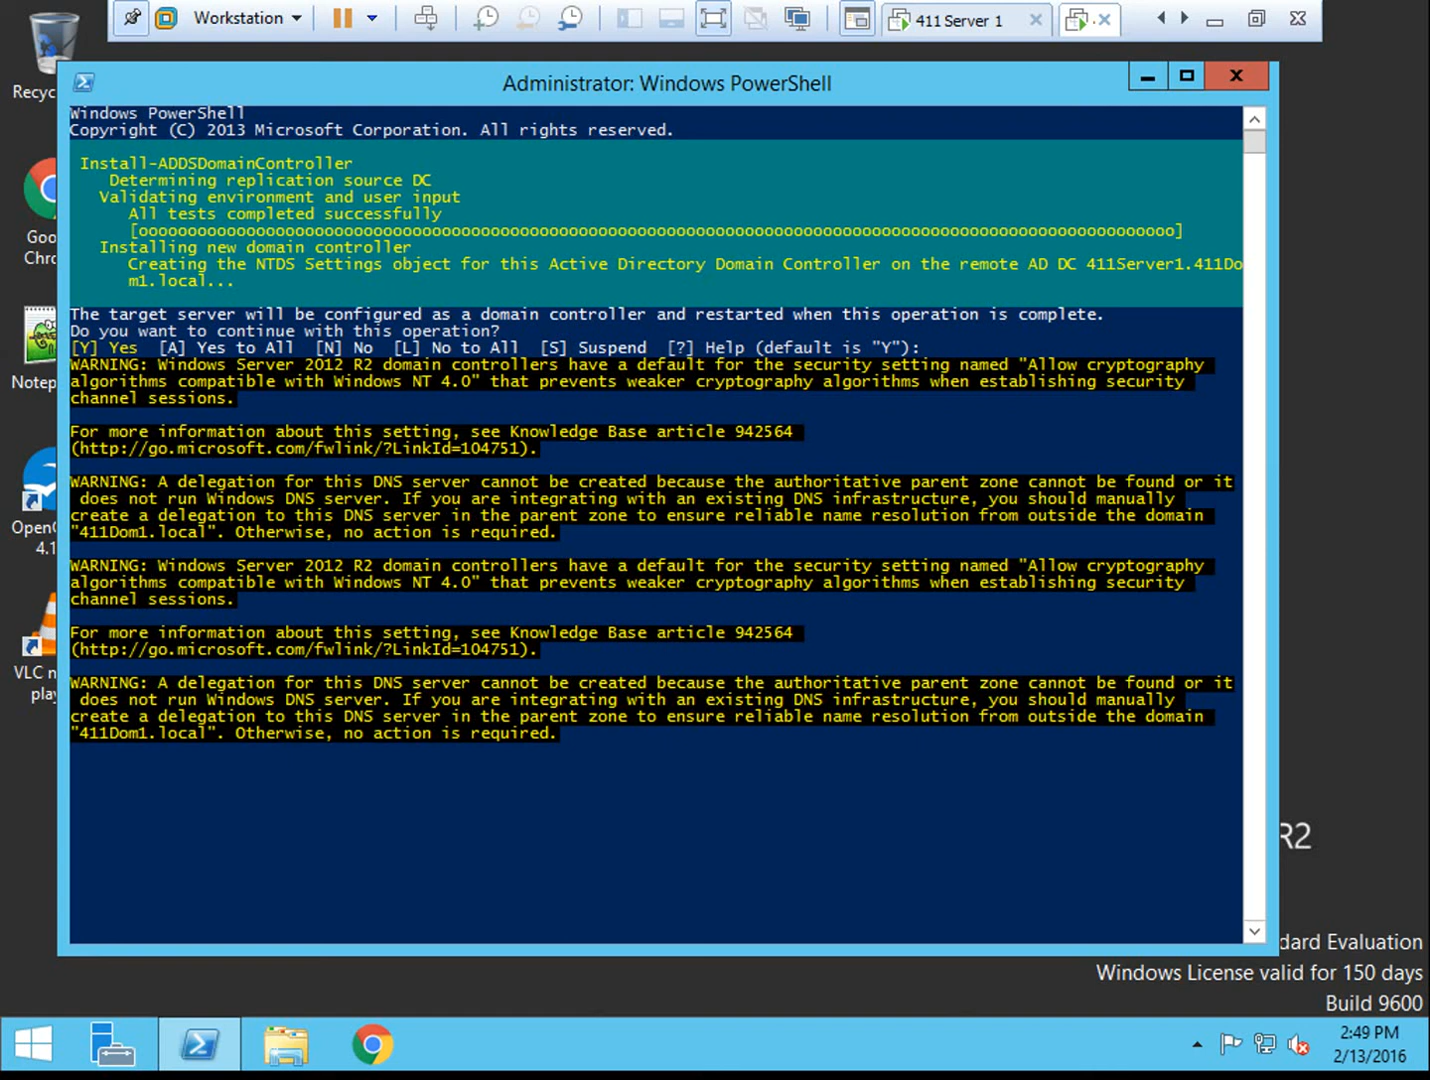 Workstation
411 Server 1
Administrator: Windows PowerShell
Recyc
Windows PowerShell
Copyright (C) 2013 Microsoft Corporation. All rights reserved.
Install-ADDSDomainController
Determining replication source DC
Validating environment and user input
All tests completed successfully
[ooooooooooooooooooooooooooooooooooooooooooooooooooooooooooooooooooooooooooooooooooooooooooooooooooooooooo]
Installing new domain controller
Creating the NTDS Settings object for this Active Directory Domain Controller on the remote AD DC 411Server1.411Do
m1.local...
Goo
Chro
The target server will be configured as a domain controller and restarted when this operation is complete.
Do you want to continue with this operation?
[Y] Yes [A] Yes to All [N] No [L] No to All [S] Suspend [?] Help (default is "Y"):
WARNING: Windows Server 2012 R2 domain controllers have a default for the security setting named "Allow cryptography
algorithms compatible with Windows NT 4.0" that prevents weaker cryptography algorithms when establishing security
channel sessions.
Notep
For more information about this setting, see Knowledge Base article 942564
(http://go.microsoft.com/fwlink/?LinkId=104751).
WARNING: A delegation for this DNS server cannot be created because the authoritative parent zone cannot be found or it
does not run Windows DNS server. If you are integrating with an existing DNS infrastructure, you should manually
create a delegation to this DNS server in the parent zone to ensure reliable name resolution from outside the domain
"411Dom1.local". Otherwise, no action is required.
OpenO
4.1
WARNING: Windows Server 2012 R2 domain controllers have a default for the security setting named "Allow cryptography
algorithms compatible with Windows NT 4.0" that prevents weaker cryptography algorithms when establishing security
channel sessions.
For more information about this setting, see Knowledge Base article 942564
(http://go.microsoft.com/fwlink/?LinkId=104751).
VLC m
play
WARNING: A delegation for this DNS server cannot be created because the authoritative parent zone cannot be found or it
does not run Windows DNS server. If you are integrating with an existing DNS infrastructure, you should manually
create a delegation to this DNS server in the parent zone to ensure reliable name resolution from outside the domain
"411Dom1.local". Otherwise, no action is required.
R2
dard Evaluation
Windows License valid for 150 days
Build 9600
2:49 PM
2/13/2016